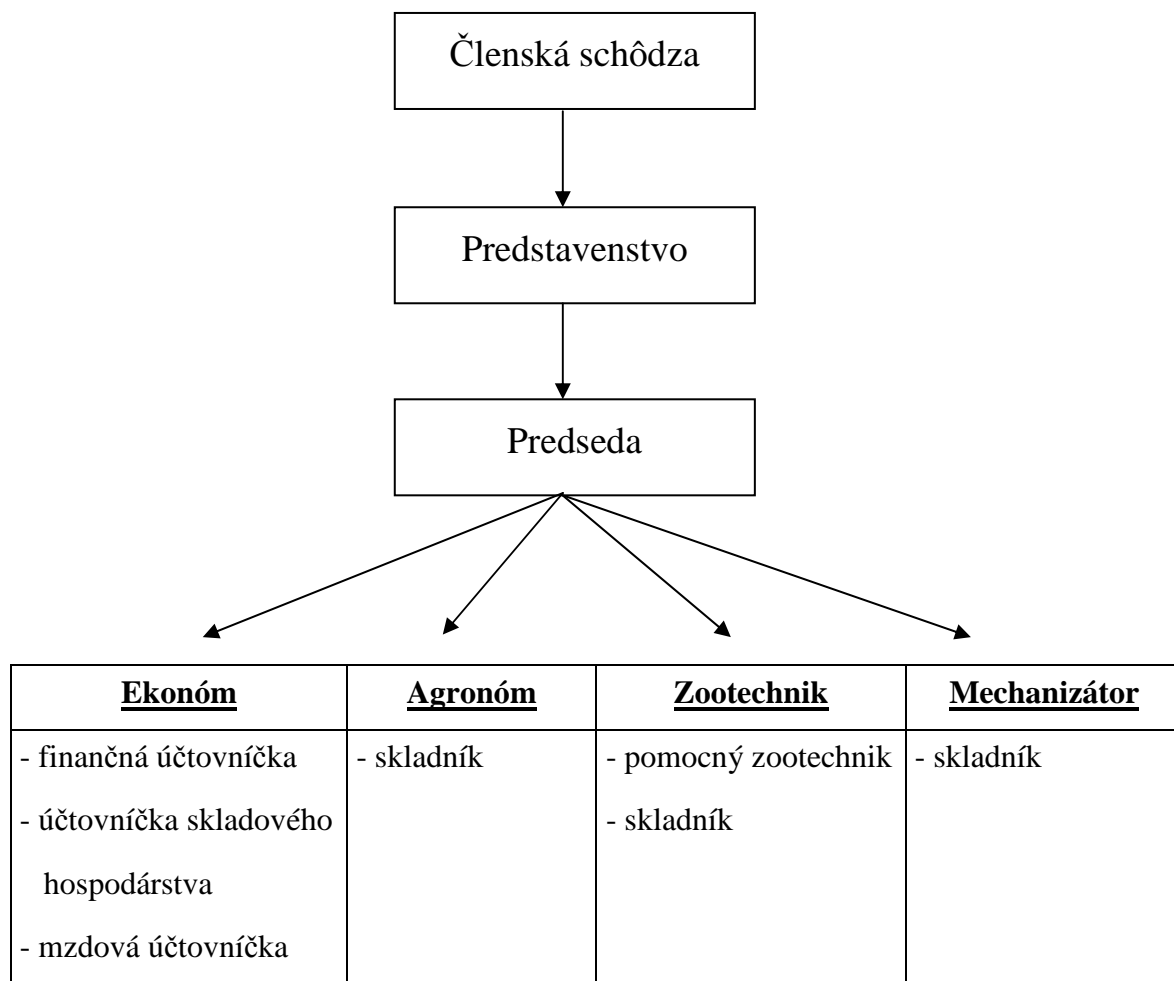 Členská schôdza
Predstavenstvo
Predseda
Ekonóm
- finančná účtovníčka
- účtovníčka skladového
hospodárstva
- mzdová účtovníčka
Agronóm
- skladník
Zootechnik
- pomocný zootechnik
- skladník
Mechanizátor
- skladník